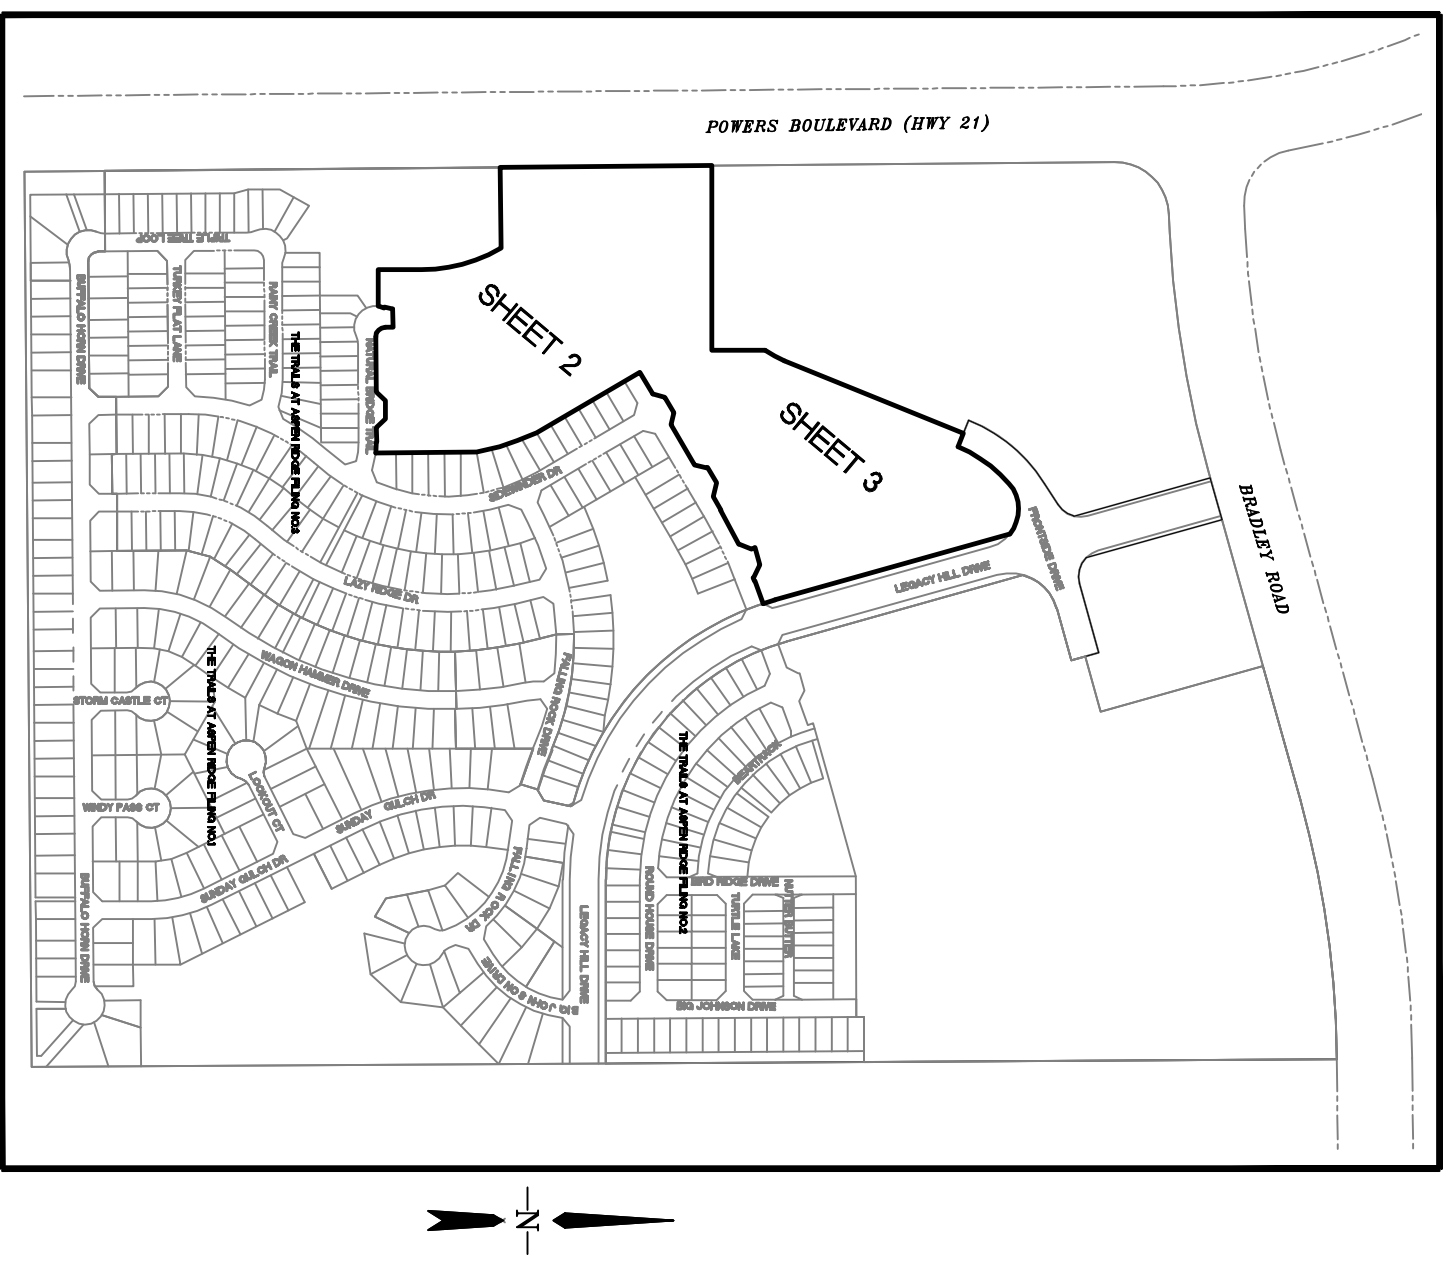 POWERS BOULEVARD (HWY 21)
TRIPLE TREE LOOP
BUFFALO HORN DRIVE
TURKEY FLAT LANE
RAINY CREEK TRAIL
THE TRAILS AT ASPEN RIDGE FILING NO.3
NATURAL BRIDGE TRAIL
SHEET 2
SHEET 3
SIDEWINDER DR
BRADLEY ROAD
FRONTSIDE DRIVE
LEGACY HILL DRIVE
LAZY RIDGE DR
WAGON HAMMER DRIVE
FALLING ROCK DRIVE
STORM CASTLE CT
THE TRAILS AT ASPEN RIDGE FILING NO.1
WINDY PASS CT
LOOKOUT CT
SUNDAY GULCH DR
SUNDAY GULCH DR
BUFFALO HORN DRIVE
FALLING ROCK DR
BIG JOHNSON DRIVE
LEGACY HILL DRIVE
THE TRAILS AT ASPEN RIDGE FILING NO.2
BEARTRACK
ROUND HOUSE DRIVE
BIRD RIDGE DRIVE
TURTLE LAKE
NUTTER BUTTER
BIG JOHNSON DRIVE
N